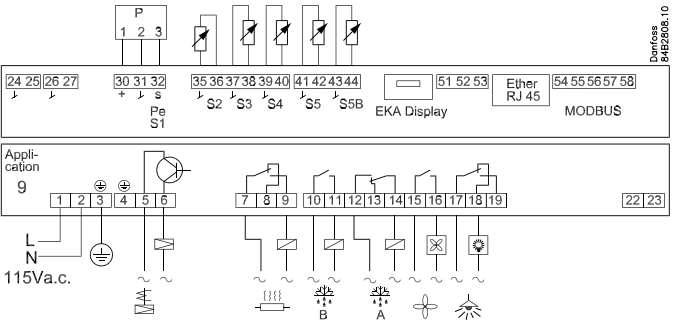 Danfoss
84B2808.10
P
1 2 3
24 25 26 27 30 31 32 35 36 37 38 39 40 41 42 43 44 51 52 53 54 55 56 57 58
+ s
S2 S3 S4 S5 S5B
Pe
S1
EKA Display
Ether
RJ 45
MODBUS
Appli-
cation
9
1 2 3 4 5 6 7 8 9 10 11 12 13 14 15 16 17 18 19 22 23
L
N
115Va.c.
B A